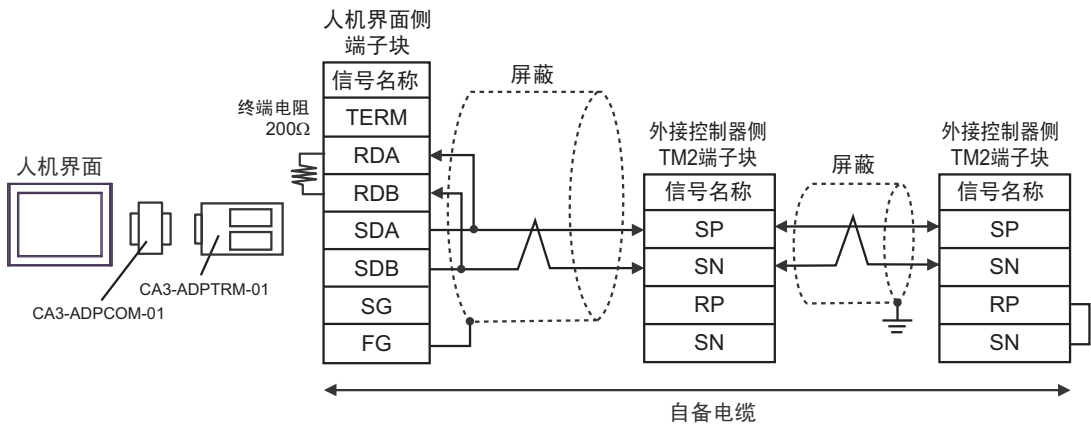 人机界面
CA3-ADPCOM-01
CA3-ADPTRM-01
终端电阻
200Ω
人机界面侧
端子块
信号名称
TERM
RDA
RDB
SDA
SDB
SG
FG
屏蔽
外接控制器侧
TM2端子块
信号名称
SP
SN
RP
SN
屏蔽
外接控制器侧
TM2端子块
信号名称
SP
SN
RP
SN
自备电缆